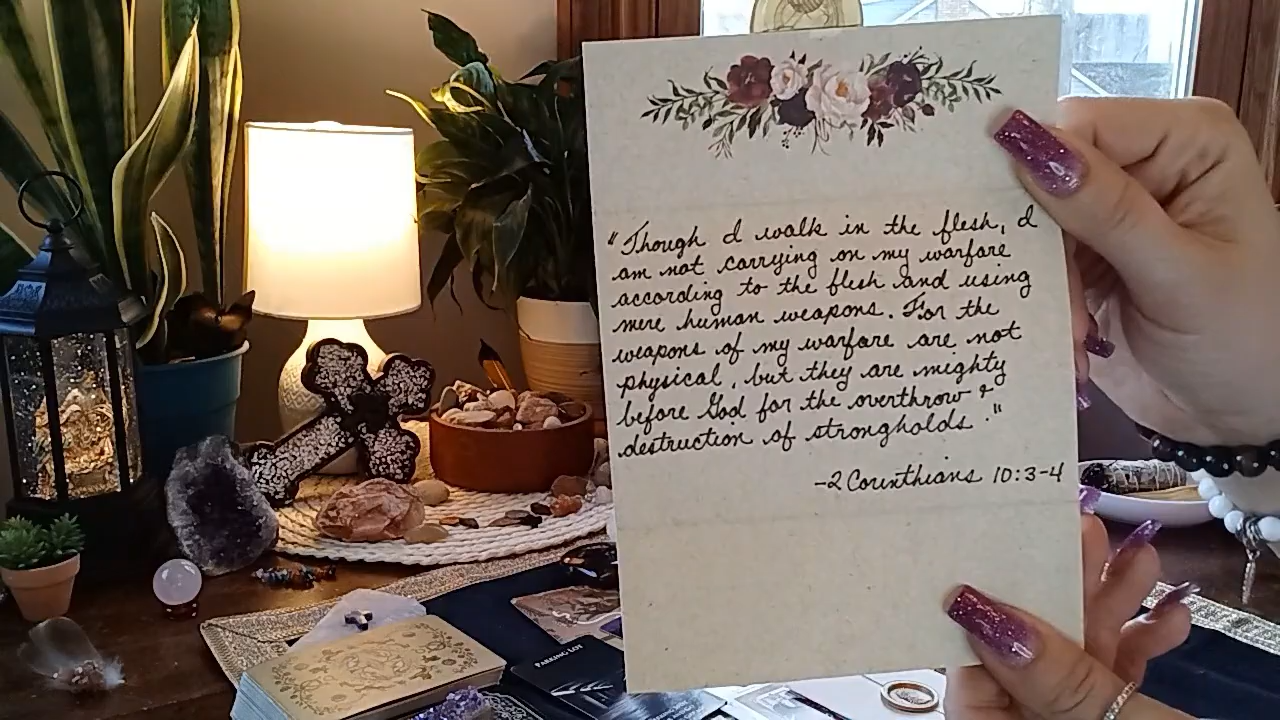 "Though I walk in the flesh, I
am not carrying on my warfare
according to the flesh and using
mere human weapons. For the
weapons of my warfare are not
physical, but they are mighty
before God for the overthrow &
destruction of strongholds."
-2 Corinthians 10:3-4
PARKING LOT